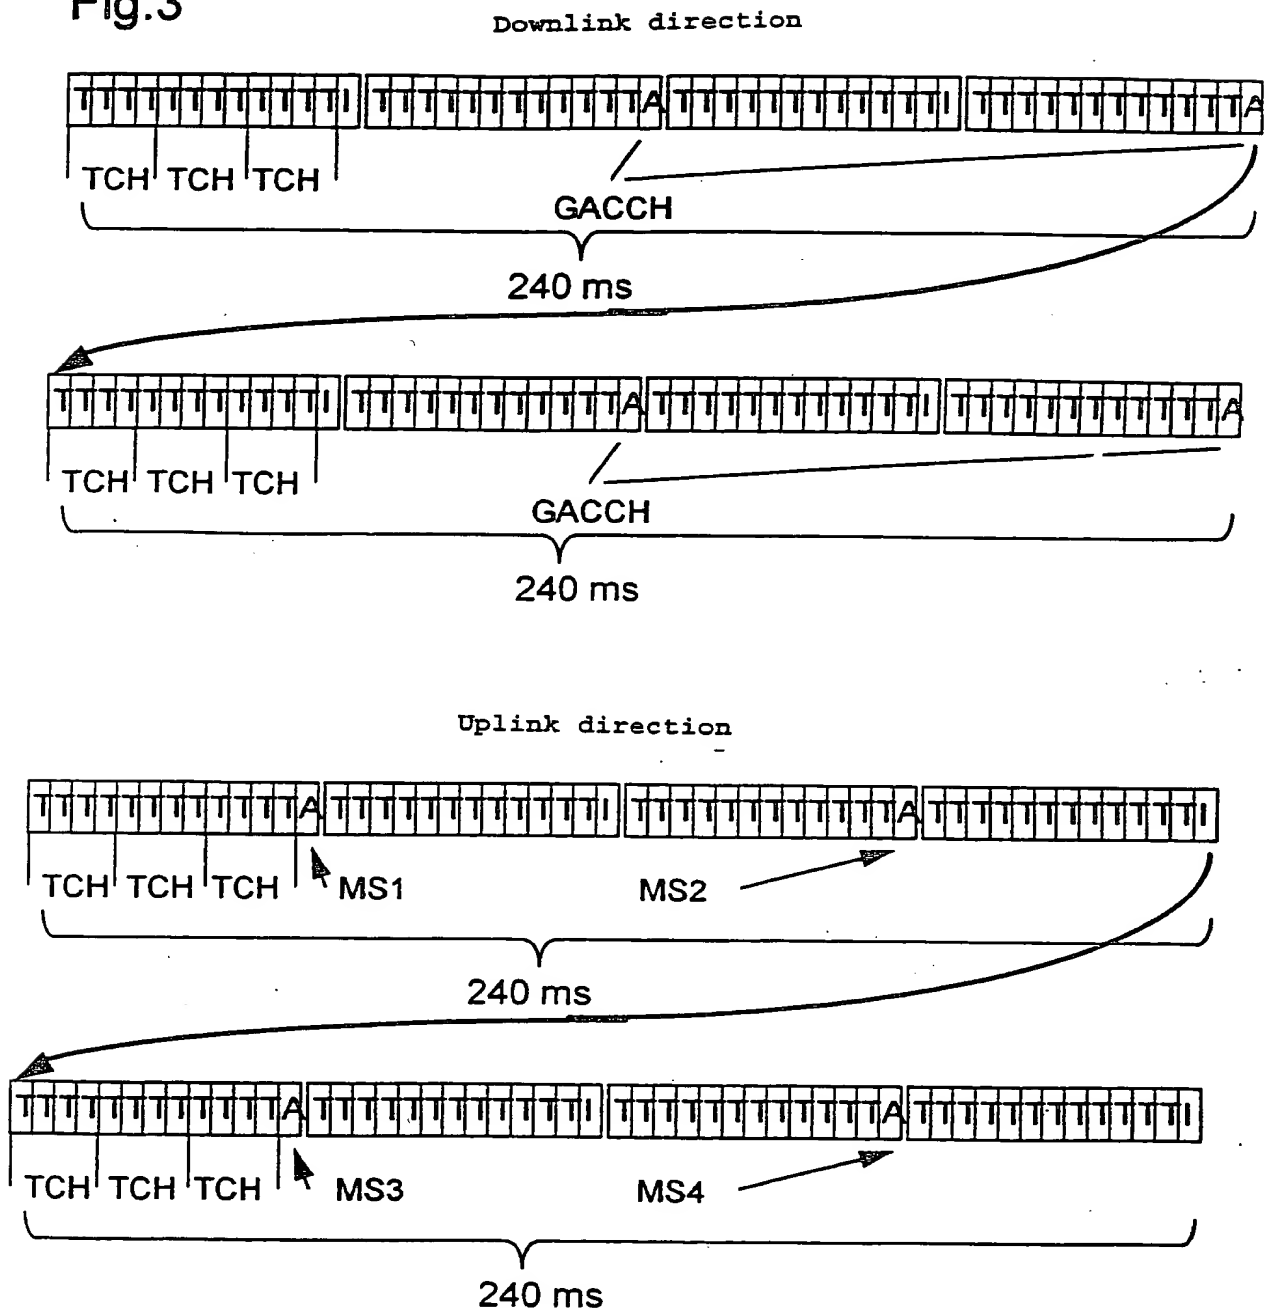 Fig.3
Downlink direction
TTTTTTTTTTTTI TTTTTTTTTTTTA TTTTTTTTTTTTI TTTTTTTTTTTTA
TCH TCH TCH
GACCH
240 ms
TTTTTTTTTTTTI TTTTTTTTTTTTA TTTTTTTTTTTTI TTTTTTTTTTTTA
TCH TCH TCH
GACCH
240 ms
Uplink direction
TTTTTTTTTTTTA TTTTTTTTTTTTI TTTTTTTTTTTTA TTTTTTTTTTTTI
TCH TCH TCH MS1 MS2
240 ms
TTTTTTTTTTTTA TTTTTTTTTTTTI TTTTTTTTTTTTA TTTTTTTTTTTTI
TCH TCH TCH MS3 MS4
240 ms